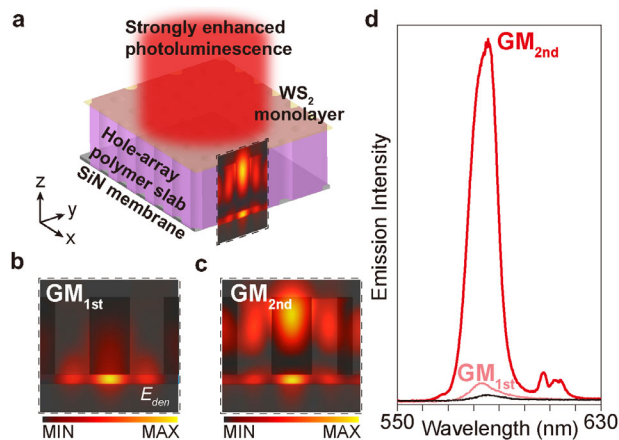 a
Strongly enhanced
photoluminescence
WS2
monolayer
Hole-array
polymer slab
SiN membrane
z
y
x
b
GM1st
Eden
MIN MAX
c
GM2nd
MIN MAX
d
GM2nd
GM1st
Emission Intensity
550 630
Wavelength (nm)